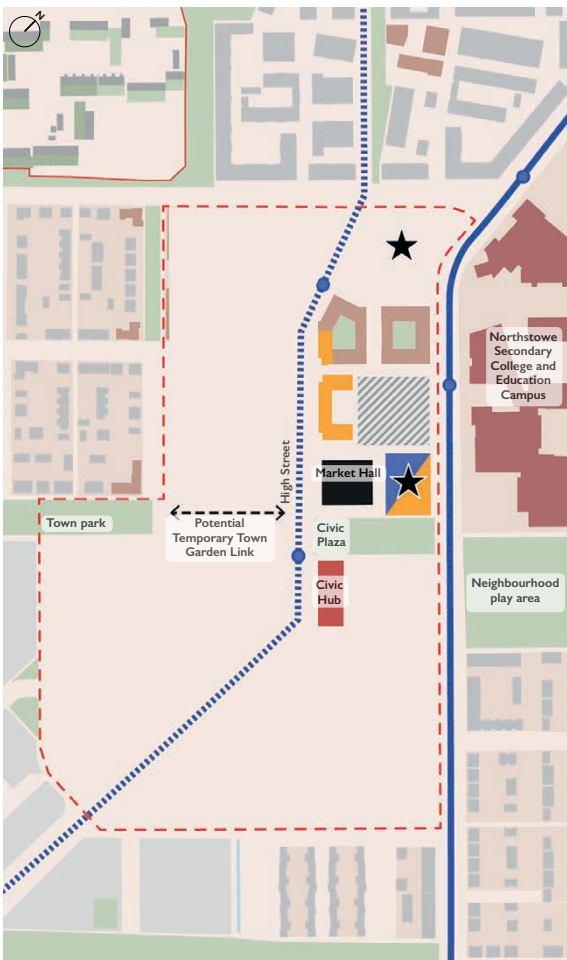 N
Northstowe
Secondary
College and
Education
Campus
High Street
Market Hall
Town park
Potential
Temporary Town
Garden Link
Civic
Plaza
Civic
Hub
Neighbourhood
play area